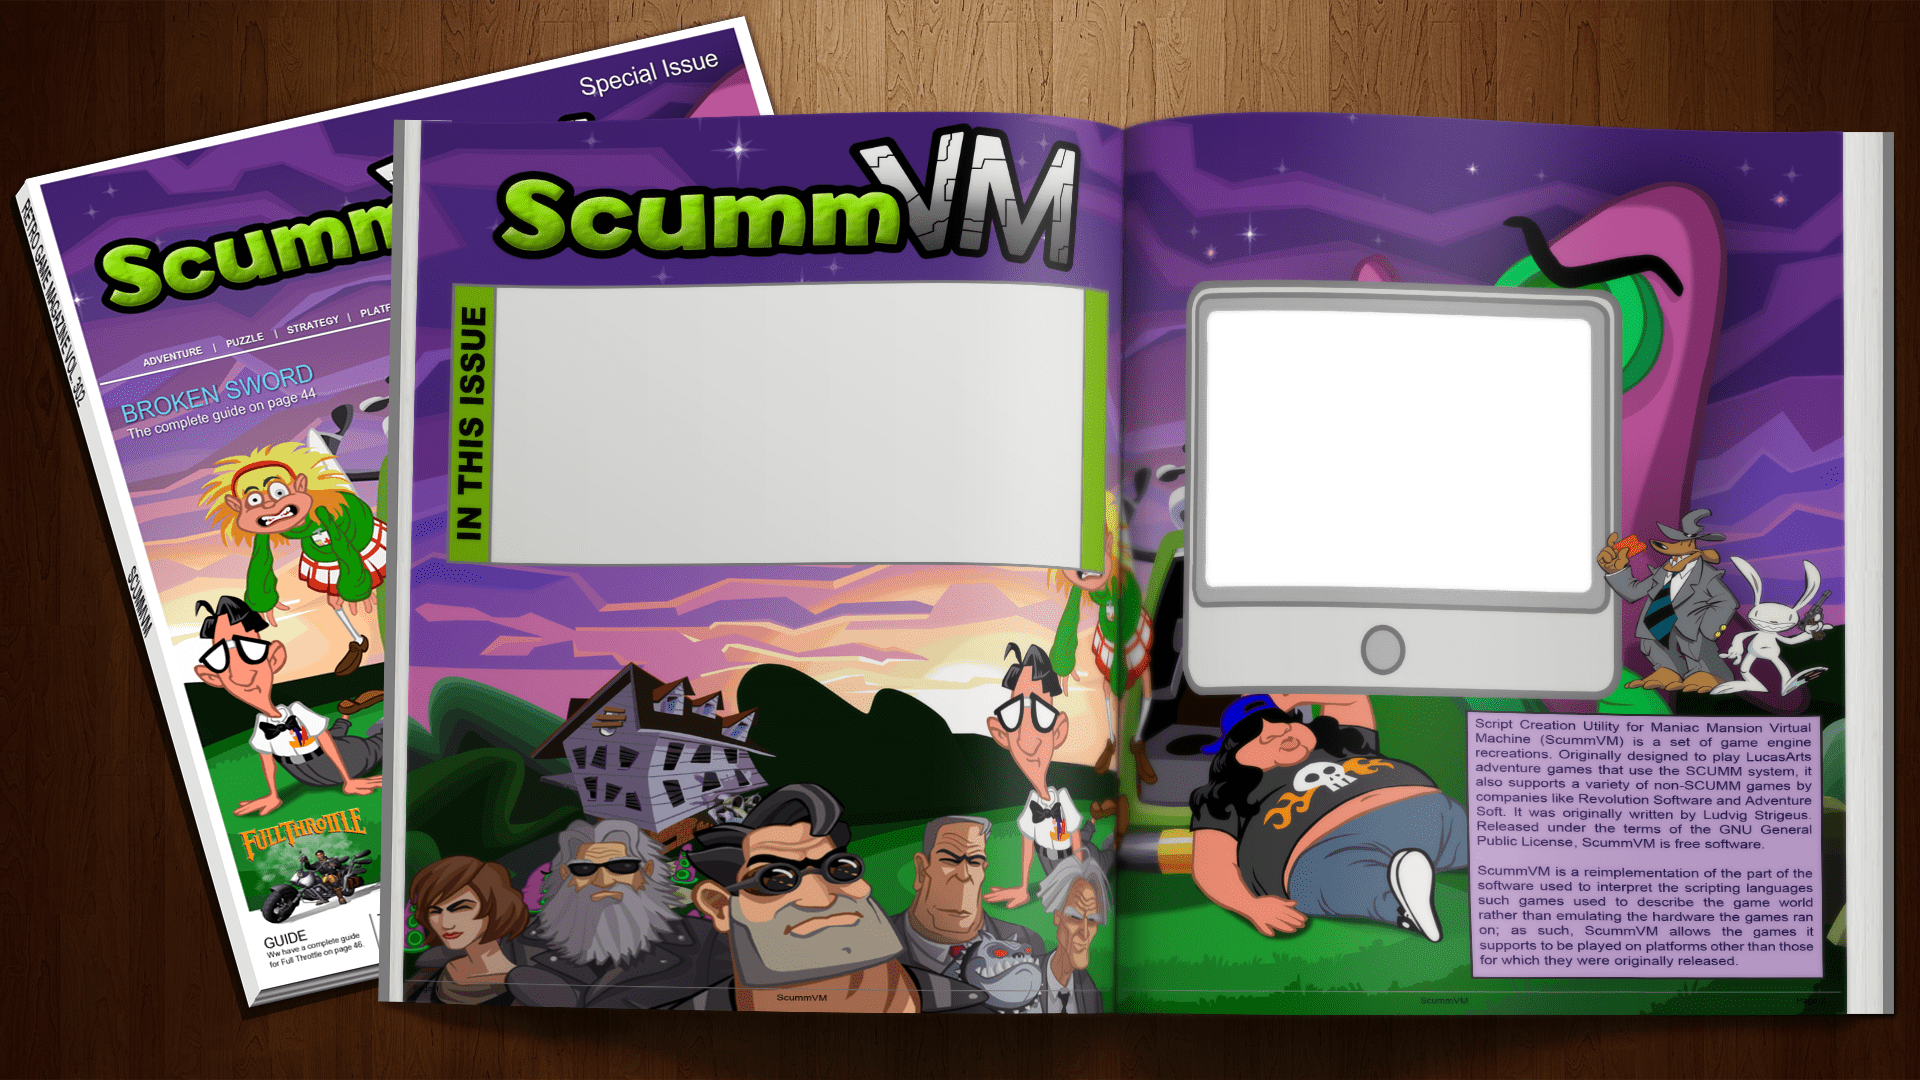 Special Issue
Scumm
RETRO GAME MAGAZINE VOL. 302
SCUMMVM
ADVENTURE | PUZZLE | STRATEGY | PLATF
BROKEN SWORD
The complete guide on page 44
FULL THROTTLE
GUIDE
Ww have a complete guide
for Full Throttle on page 46.
ScummVM
IN THIS ISSUE
ScummVM
Script Creation Utility for Maniac Mansion Virtual
Machine (ScummVM) is a set of game engine
recreations. Originally designed to play LucasArts
adventure games that use the SCUMM system, it
also supports a variety of non-SCUMM games by
companies like Revolution Software and Adventure
Soft. It was originally written by Ludvig Strigeus.
Released under the terms of the GNU General
Public License, ScummVM is free software.
ScummVM is a reimplementation of the part of the
software used to interpret the scripting languages
such games used to describe the game world
rather than emulating the hardware the games ran
on; as such, ScummVM allows the games it
supports to be played on platforms other than those
for which they were originally released.
ScummVM